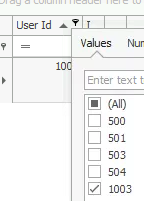 Drag a column header here to
User Id
Values
Num
=
100
Enter text t
(All)
500
501
503
504
1003